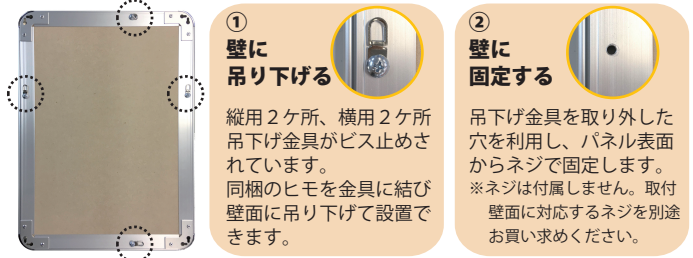 ①
壁に
吊り下げる
縦用２ケ所、横用２ケ所
吊下げ金具がビス止めさ
れています。
同梱のヒモを金具に結び
壁面に吊り下げて設置で
きます。
②
壁に
固定する
吊下げ金具を取り外した
穴を利用し、パネル表面
からネジで固定します。
※ネジは付属しません。取付
壁面に対応するネジを別途
お買い求めください。